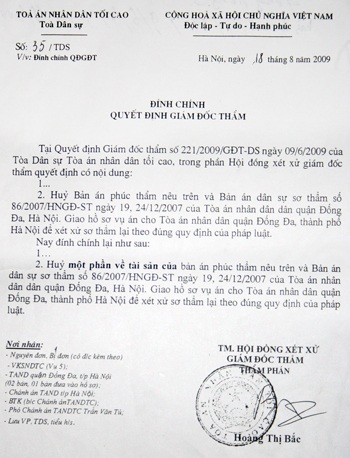 TOÀ ÁN NHÂN DÂN TỐI CAO
Toà Dân sự
CỘNG HOÀ XÃ HỘI CHỦ NGHĨA VIỆT NAM
Độc lập - Tự do - Hạnh phúc
Số: 35/TDS
V/v: Đính chính QĐGĐT
Hà Nội, ngày 18 tháng 8 năm 2009
ĐÍNH CHÍNH
QUYẾT ĐỊNH GIÁM ĐỐC THẨM
Tại Quyết định Giám đốc thẩm số 221/2009/GĐT-DS ngày 09/6/2009 của
Tòa Dân sự Tòa án nhân dân tối cao, trong phần Hội đồng xét xử giám đốc
thẩm quyết định có nội dung:
1...
2. Huỷ Bản án phúc thẩm nêu trên và Bản án dân sự sơ thẩm số
86/2007/HNGĐ-ST ngày 19, 24/12/2007 của Tòa án nhân dân quận Đống
Đa, Hà Nội. Giao hồ sơ vụ án cho Tòa án nhân dân quận Đống Đa, thành phố
Hà Nội để xét xử sơ thẩm lại theo đúng quy định của pháp luật.
Nay đính chính lại như sau:
1...
2. Huỷ một phần về tài sản của bản án phúc thẩm nêu trên và Bản án
dân sự sơ thẩm số 86/2007/HNGĐ-ST ngày 19, 24/12/2007 của Tòa án nhân
dân quận Đống Đa, Hà Nội. Giao hồ sơ vụ án cho Tòa án nhân dân quận Đống
Đa, thành phố Hà Nội để xét xử sơ thẩm lại theo đúng quy định của pháp
luật.
Nơi nhận:
- Nguyên đơn, Bị đơn (có đ/c kèm theo)
- VKSNDTC (Vụ 5);
- TAND quận Đống Đa, t/p Hà Nội
(02 bản, 01 bản đưa vào hồ sơ);
- Chánh án TAND t/p Hà Nội;
- BTK (b/c Chánh ánTANDTC);
- Phó Chánh án TANDTC Trần Văn Tú;
- Lưu VP, TDS, tiểu h/s.
TM. HỘI ĐỒNG XÉT XỬ
GIÁM ĐỐC THẨM
THẨM PHÁN
Hoàng Thị Bắc